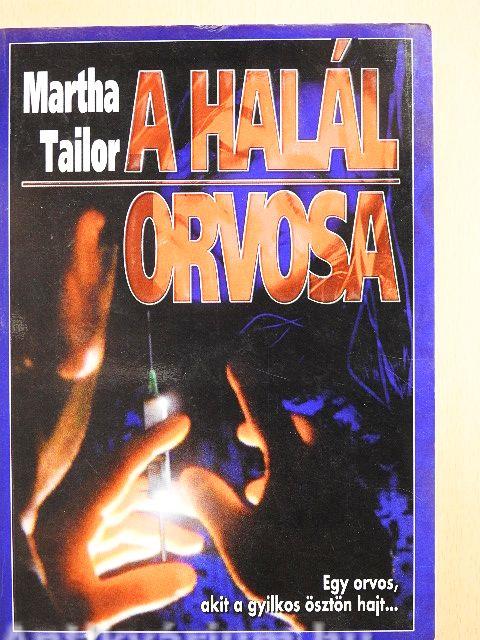 Martha
Tailor
A HALÁL
ORVOSA
Egy orvos,
akit a gyilkos ösztön hajt...